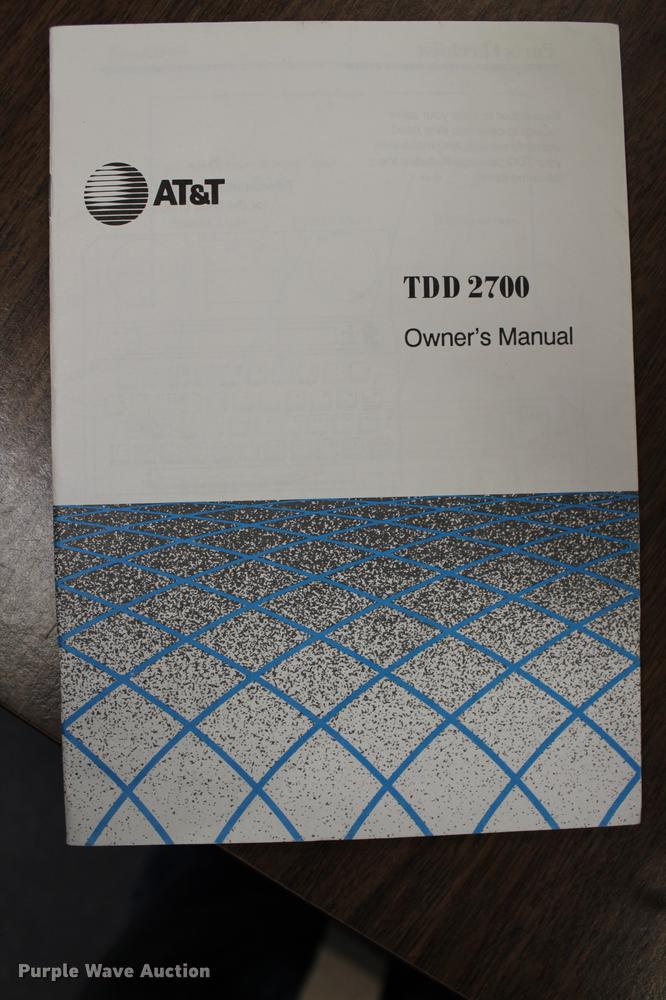 AT&T
TDD 2700
Owner's Manual
Purple Wave Auction